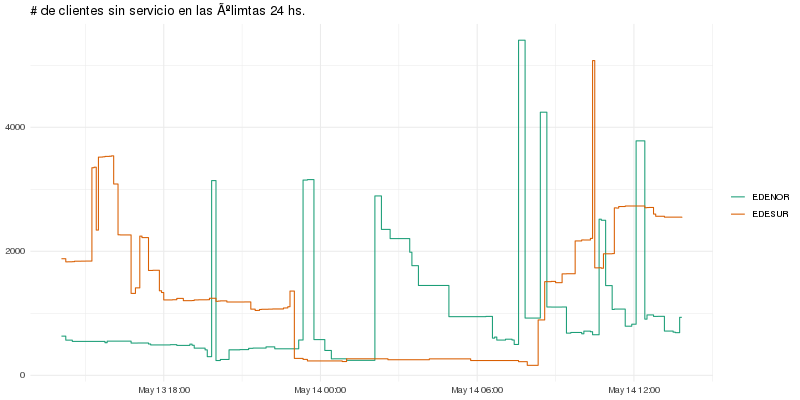 # de clientes sin servicio en las Ãºlimtas 24 hs.
4000
2000
0
May 13 18:00
May 14 00:00
May 14 06:00
May 14 12:00
EDENOR
EDESUR